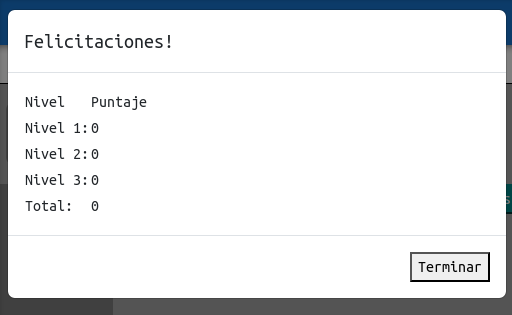 Felicitaciones!
Nivel Puntaje
Nivel 1: 0
Nivel 2: 0
Nivel 3: 0
Total: 0
Terminar